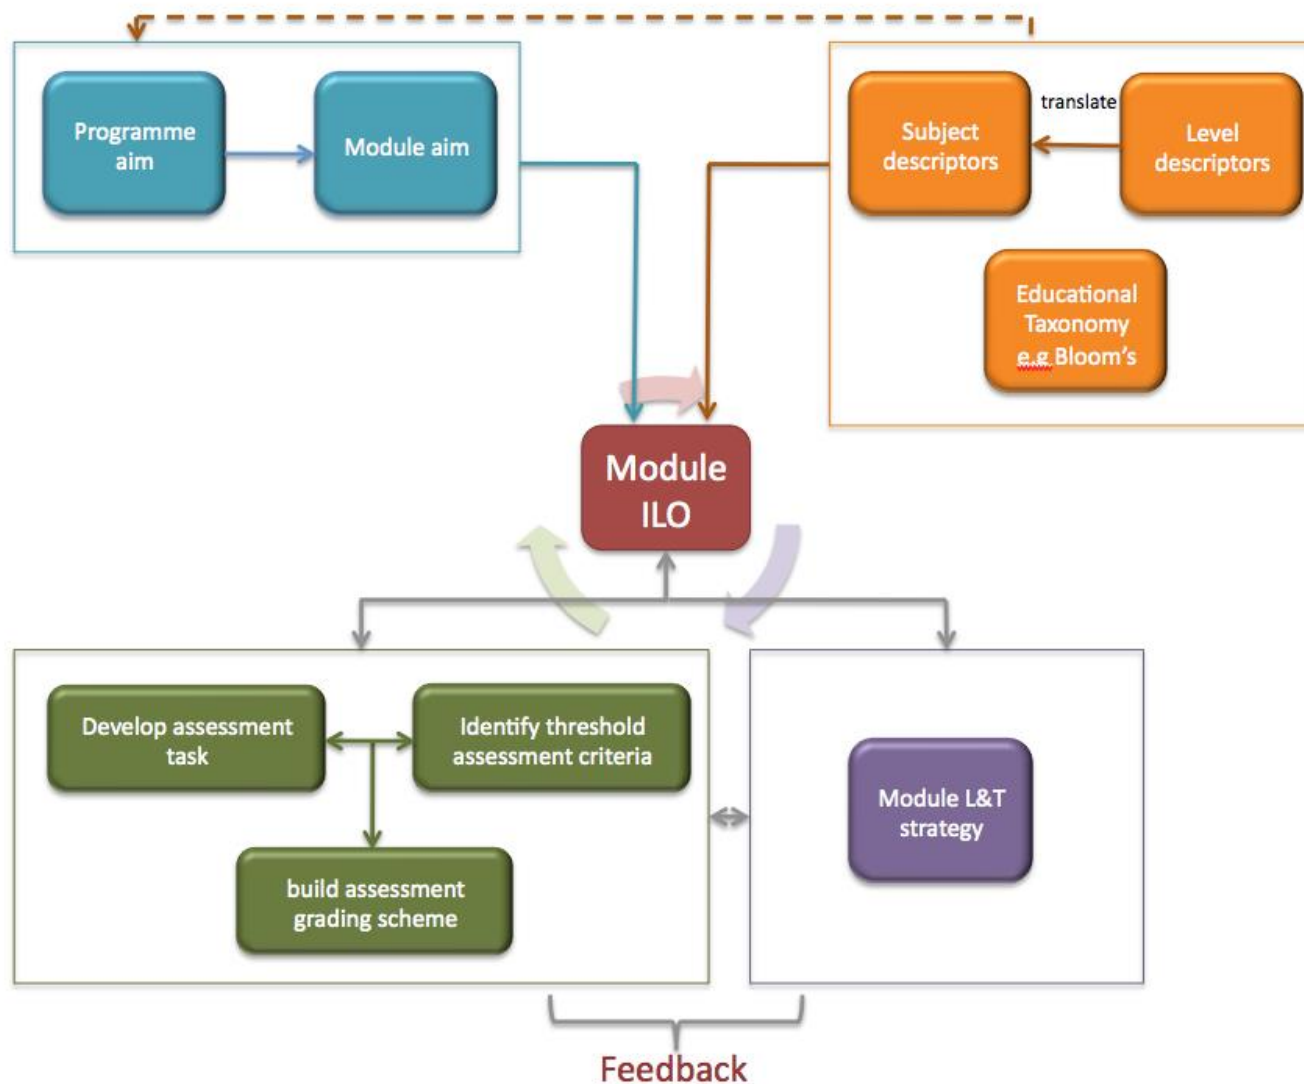 Programme
aim
Module aim
Subject
descriptors
translate
Level
descriptors
Educational
Taxonomy
e.g Bloom's
Module
ILO
Develop assessment
task
Identify threshold
assessment criteria
build assessment
grading scheme
Module L&T
strategy
Feedback